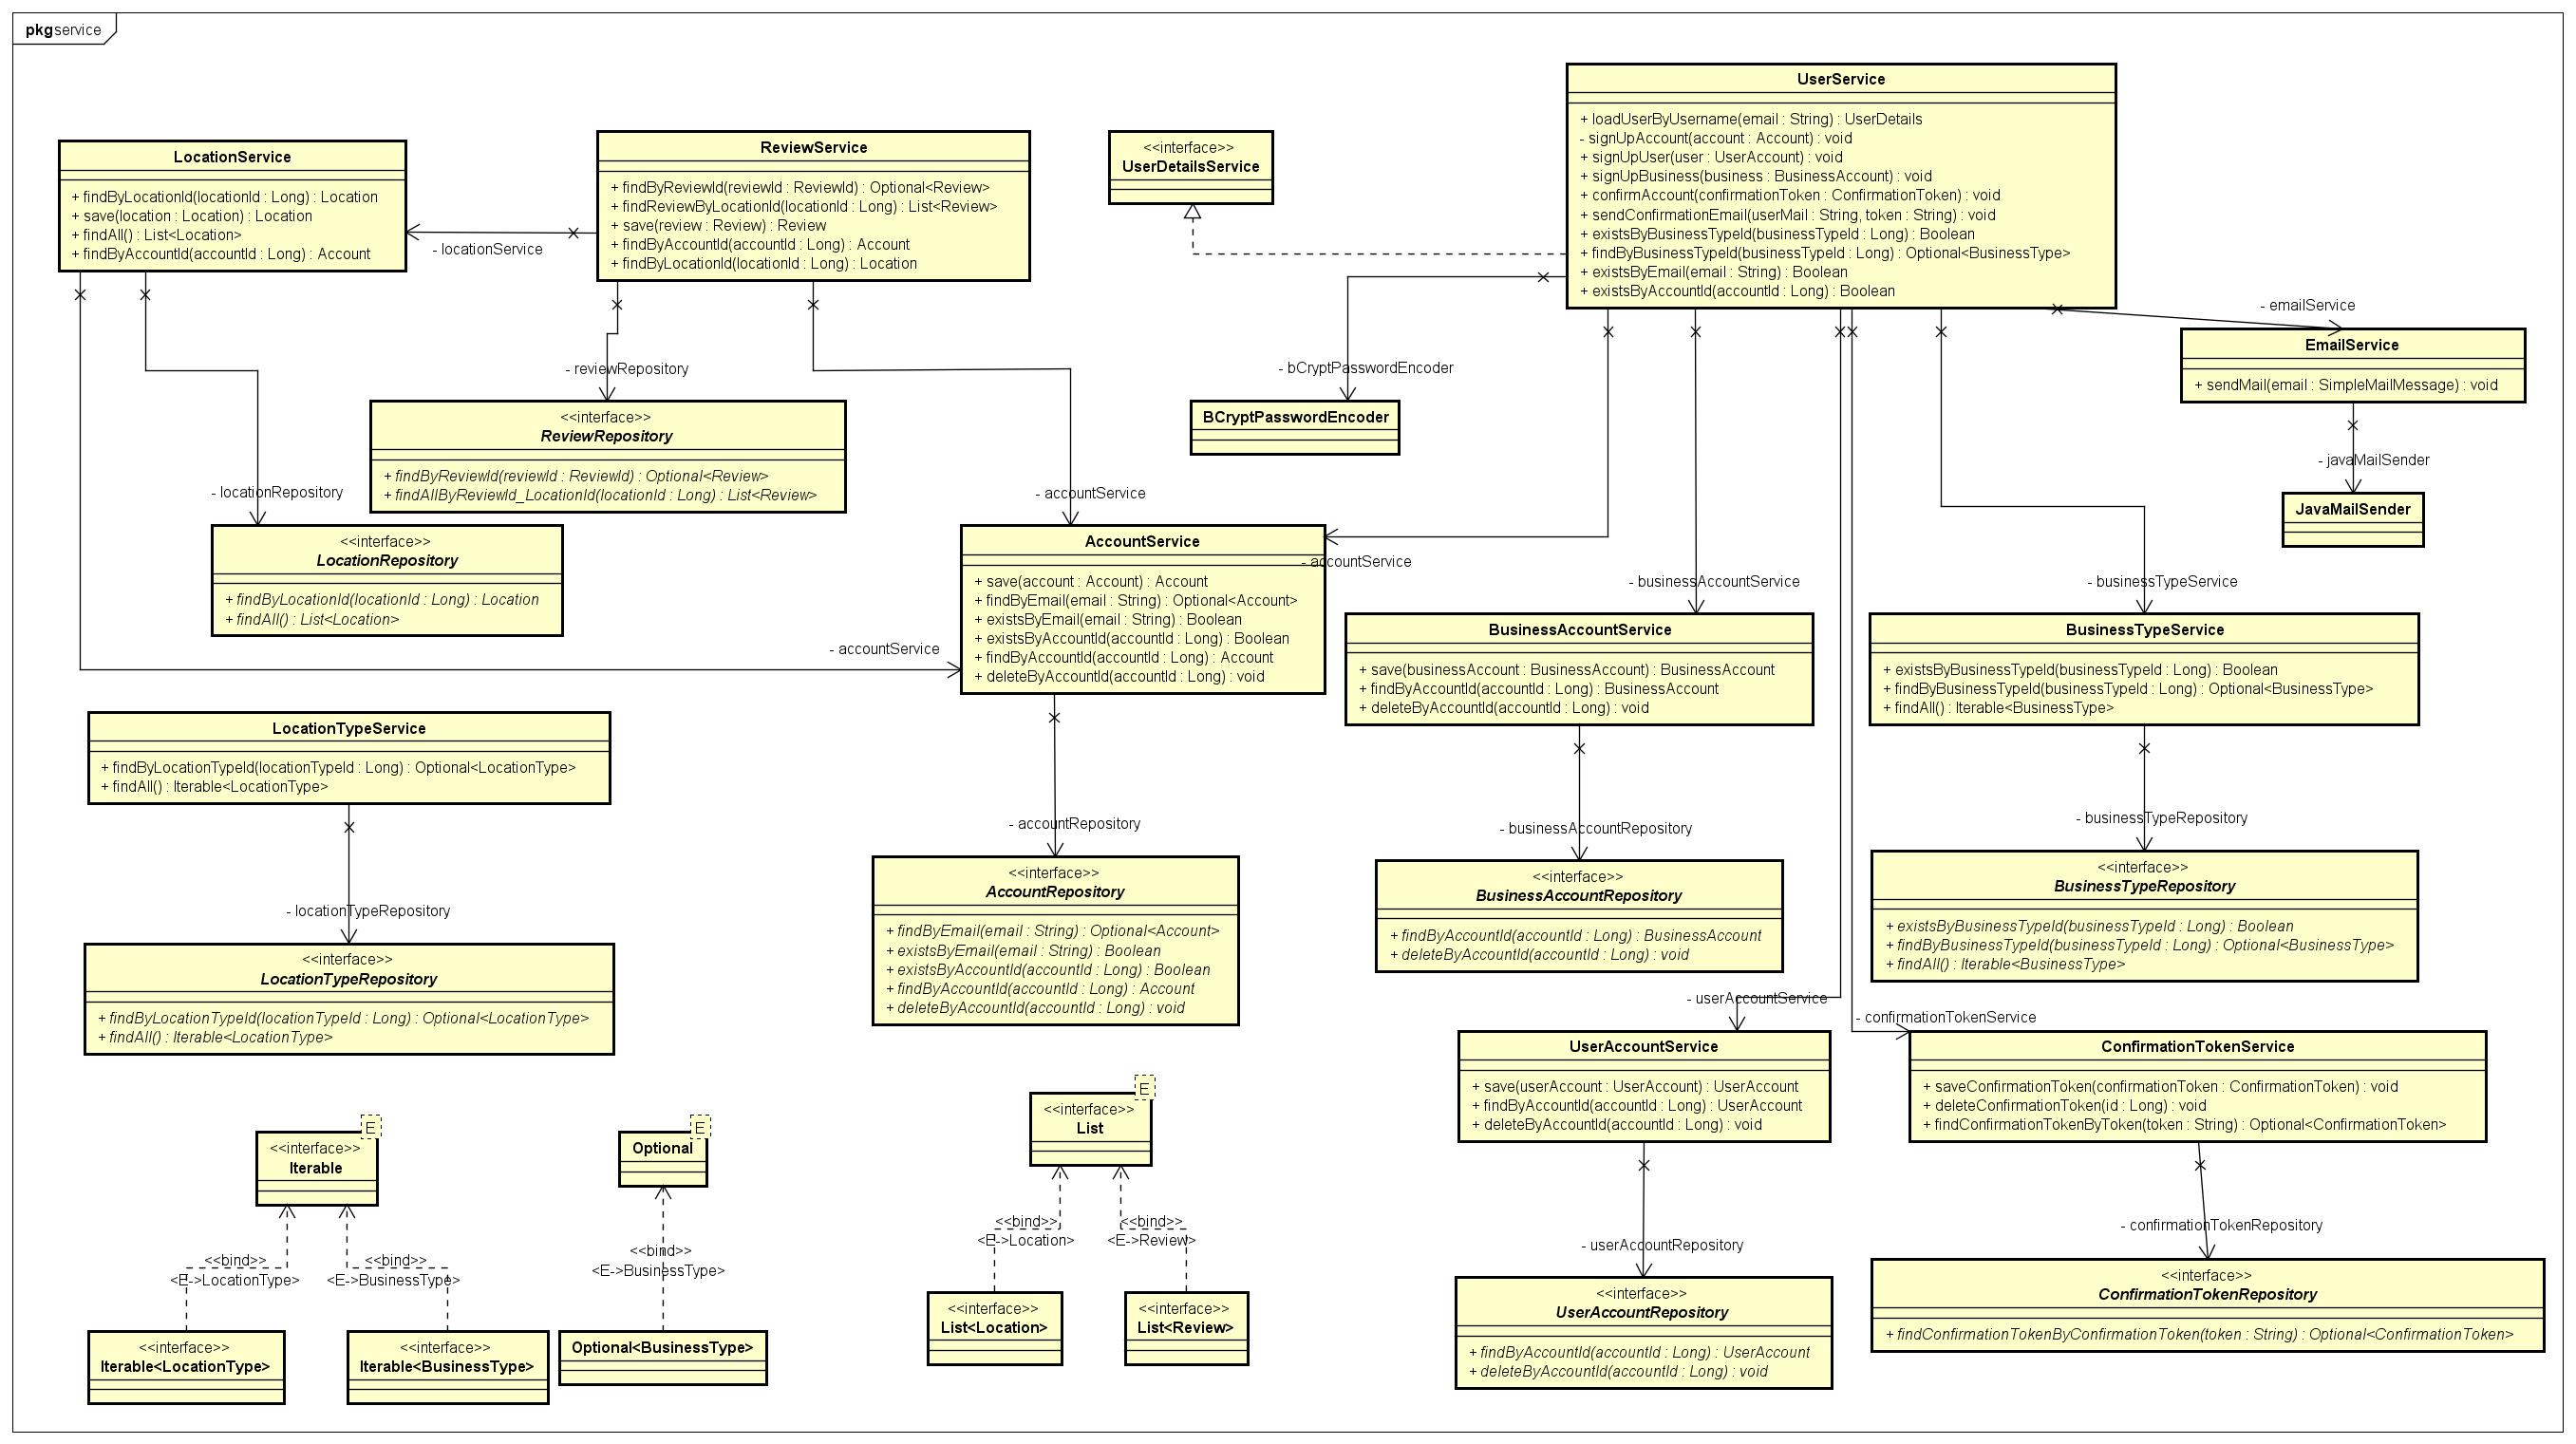 pkg service
UserService
+ loadUserByUsername(email : String) : UserDetails
- signUpAccount(account : Account) : void
+ signUpUser(user : UserAccount) : void
+ signUpBusiness(business : BusinessAccount) : void
+ confirmAccount(confirmationToken : ConfirmationToken) : void
+ sendConfirmationEmail(userMail : String, token : String) : void
+ existsByBusinessTypeId(businessTypeId : Long) : Boolean
+ findByBusinessTypeId(businessTypeId : Long) : Optional<BusinessType>
+ existsByEmail(email : String) : Boolean
+ existsByAccountId(accountId : Long) : Boolean
LocationService
+ findByLocationId(locationId : Long) : Location
+ save(location : Location) : Location
+ findAll() : List<Location>
+ findByAccountId(accountId : Long) : Account
- locationService
ReviewService
+ findByReviewId(reviewId : ReviewId) : Optional<Review>
+ findReviewByLocationId(locationId : Long) : List<Review>
+ save(review : Review) : Review
+ findByAccountId(accountId : Long) : Account
+ findByLocationId(locationId : Long) : Location
<<interface>>
UserDetailsService
- emailService
EmailService
+ sendMail(email : SimpleMailMessage) : void
- reviewRepository
<<interface>>
ReviewRepository
+ findByReviewId(reviewId : ReviewId) : Optional<Review>
+ findAllByReviewId_LocationId(locationId : Long) : List<Review>
- bCryptPasswordEncoder
BCryptPasswordEncoder
- javaMailSender
JavaMailSender
- locationRepository
<<interface>>
LocationRepository
+ findByLocationId(locationId : Long) : Location
+ findAll() : List<Location>
- accountService
- accountService
- accountService
AccountService
+ save(account : Account) : Account
+ findByEmail(email : String) : Optional<Account>
+ existsByEmail(email : String) : Boolean
+ existsByAccountId(accountId : Long) : Boolean
+ findByAccountId(accountId : Long) : Account
+ deleteByAccountId(accountId : Long) : void
- businessAccountService
BusinessAccountService
+ save(businessAccount : BusinessAccount) : BusinessAccount
+ findByAccountId(accountId : Long) : BusinessAccount
+ deleteByAccountId(accountId : Long) : void
- businessTypeService
BusinessTypeService
+ existsByBusinessTypeId(businessTypeId : Long) : Boolean
+ findByBusinessTypeId(businessTypeId : Long) : Optional<BusinessType>
+ findAll() : Iterable<BusinessType>
LocationTypeService
+ findByLocationTypeId(locationTypeId : Long) : Optional<LocationType>
+ findAll() : Iterable<LocationType>
- locationTypeRepository
<<interface>>
LocationTypeRepository
+ findByLocationTypeId(locationTypeId : Long) : Optional<LocationType>
+ findAll() : Iterable<LocationType>
- accountRepository
<<interface>>
AccountRepository
+ findByEmail(email : String) : Optional<Account>
+ existsByEmail(email : String) : Boolean
+ existsByAccountId(accountId : Long) : Boolean
+ findByAccountId(accountId : Long) : Account
+ deleteByAccountId(accountId : Long) : void
- businessAccountRepository
<<interface>>
BusinessAccountRepository
+ findByAccountId(accountId : Long) : BusinessAccount
+ deleteByAccountId(accountId : Long) : void
- businessTypeRepository
<<interface>>
BusinessTypeRepository
+ existsByBusinessTypeId(businessTypeId : Long) : Boolean
+ findByBusinessTypeId(businessTypeId : Long) : Optional<BusinessType>
+ findAll() : Iterable<BusinessType>
- userAccountService
UserAccountService
+ save(userAccount : UserAccount) : UserAccount
+ findByAccountId(accountId : Long) : UserAccount
+ deleteByAccountId(accountId : Long) : void
- confirmationTokenService
ConfirmationTokenService
+ saveConfirmationToken(confirmationToken : ConfirmationToken) : void
+ deleteConfirmationToken(id : Long) : void
+ findConfirmationTokenByToken(token : String) : Optional<ConfirmationToken>
- userAccountRepository
<<interface>>
UserAccountRepository
+ findByAccountId(accountId : Long) : UserAccount
+ deleteByAccountId(accountId : Long) : void
- confirmationTokenRepository
<<interface>>
ConfirmationTokenRepository
+ findConfirmationTokenByConfirmationToken(token : String) : Optional<ConfirmationToken>
E
<<interface>>
Iterable
<<bind>>
<E->LocationType>
<<bind>>
<E->BusinessType>
<<interface>>
Iterable<LocationType>
<<interface>>
Iterable<BusinessType>
E
Optional
<<bind>>
<E->BusinessType>
Optional<BusinessType>
E
<<interface>>
List
<<bind>>
<E->Location>
<<bind>>
<E->Review>
<<interface>>
List<Location>
<<interface>>
List<Review>